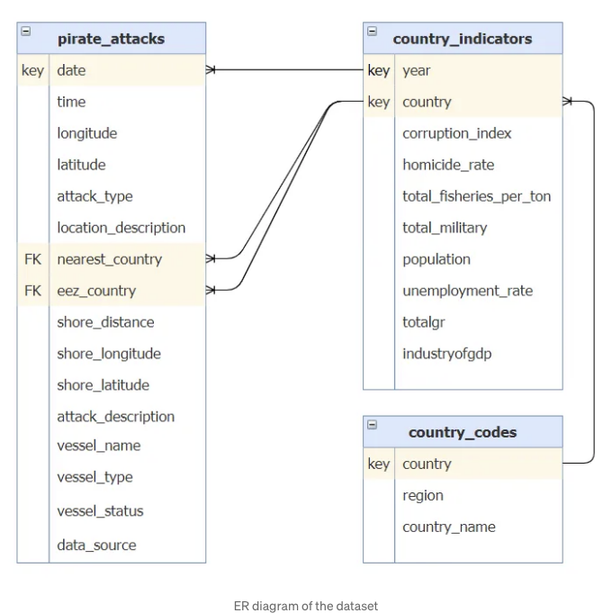 pirate_attacks
key date
time
longitude
latitude
attack_type
location_description
FK nearest_country
FK eez_country
shore_distance
shore_longitude
shore_latitude
attack_description
vessel_name
vessel_type
vessel_status
data_source
country_indicators
key year
key country
corruption_index
homicide_rate
total_fisheries_per_ton
total_military
population
unemployment_rate
totalgr
industryofgdp
country_codes
key country
region
country_name
ER diagram of the dataset